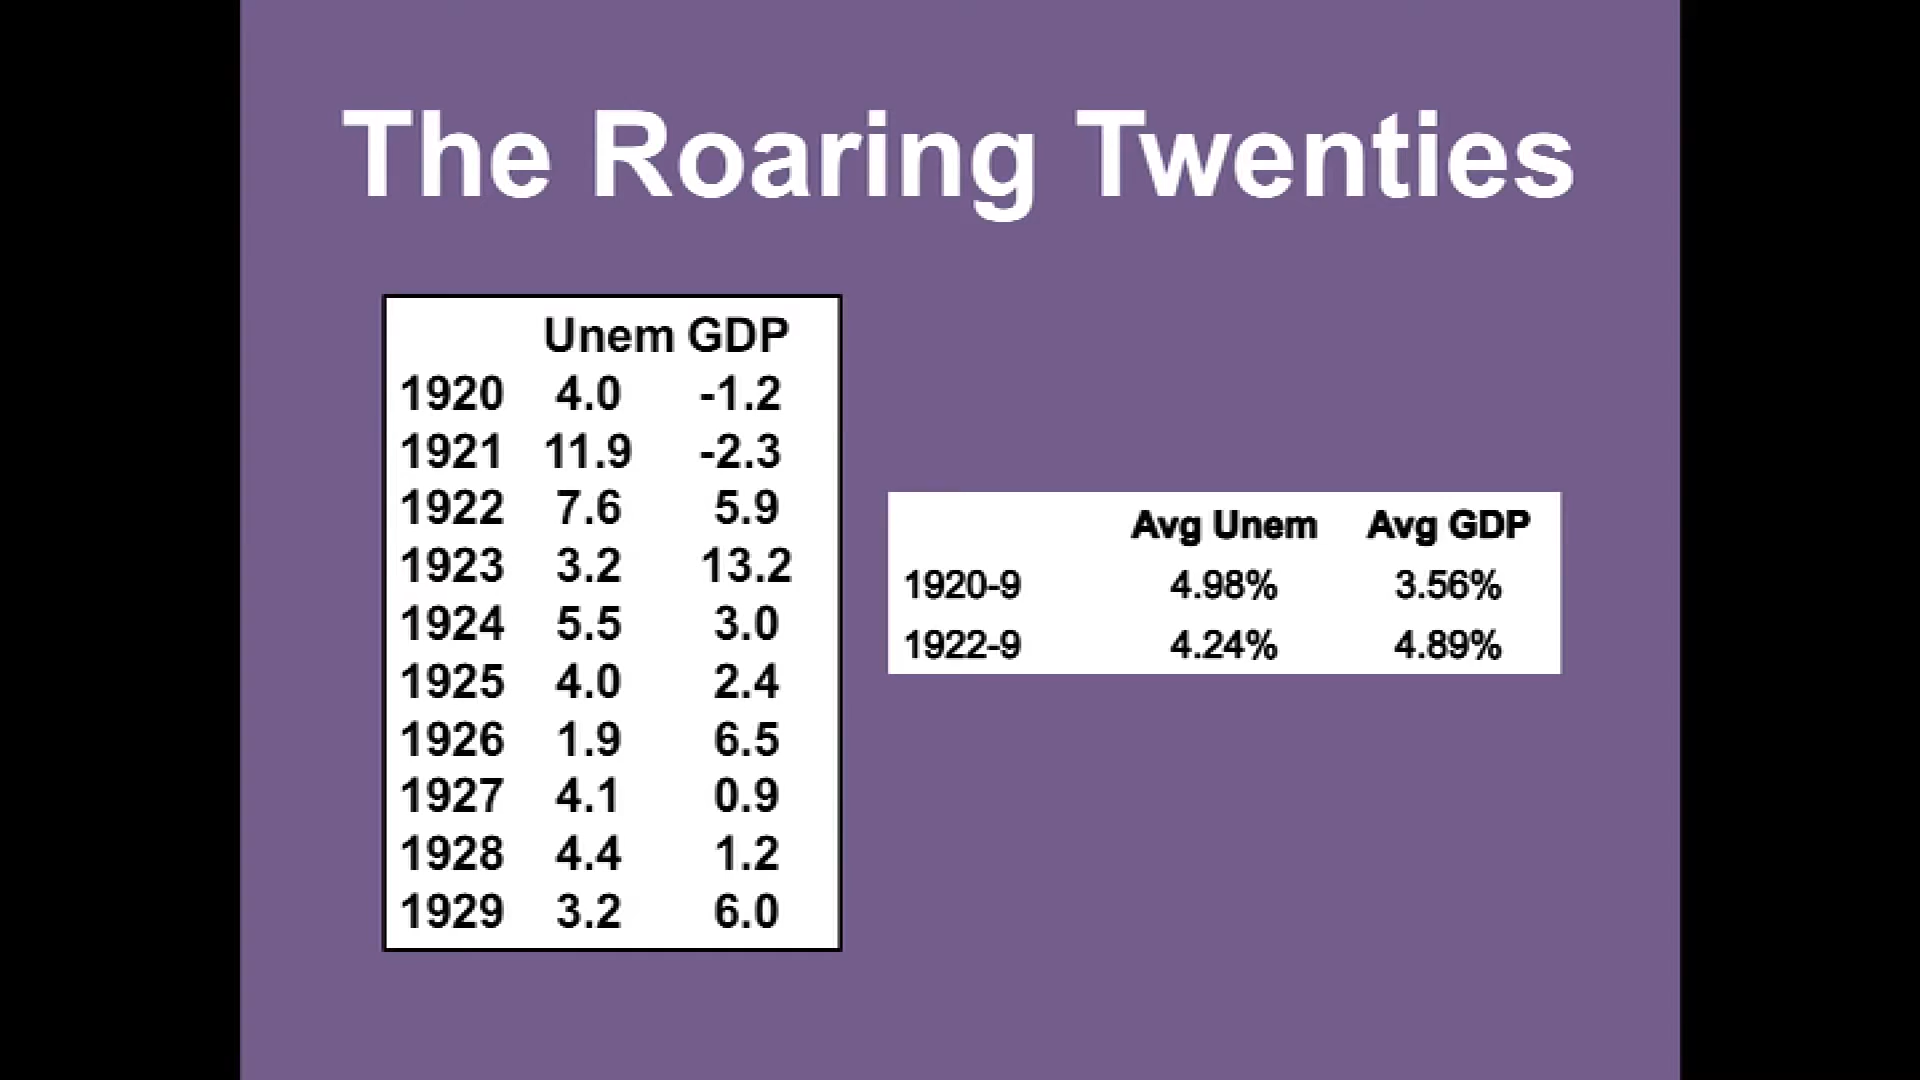 The Roaring Twenties
Unem GDP
1920 4.0 -1.2
1921 11.9 -2.3
1922 7.6 5.9
1923 3.2 13.2
1924 5.5 3.0
1925 4.0 2.4
1926 1.9 6.5
1927 4.1 0.9
1928 4.4 1.2
1929 3.2 6.0
Avg Unem Avg GDP
1920-9 4.98% 3.56%
1922-9 4.24% 4.89%